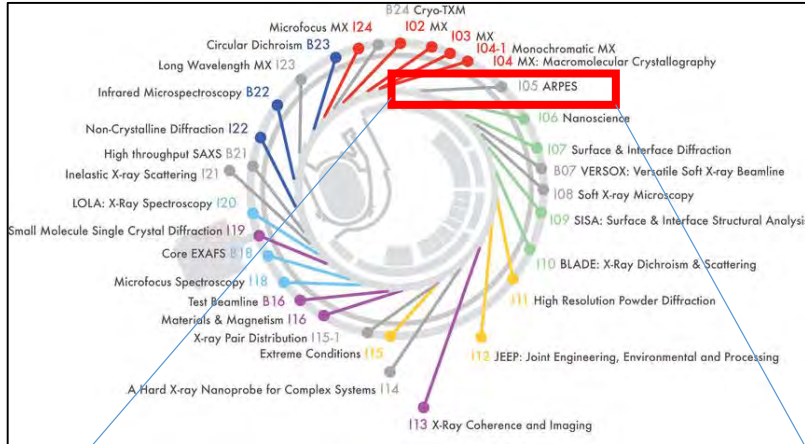 B24 Cryo-TXM
Microfocus MX I24
I02 MX
I03 MX
Circular Dichroism B23
I04-1 Monochromatic MX
Long Wavelength MX I23
I04 MX: Macromolecular Crystallography
I05 ARPES
Infrared Microspectroscopy B22
I06 Nanoscience
Non-Crystalline Diffraction I22
I07 Surface & Interface Diffraction
High throughput SAXS B21
B07 VERSOX: Versatile Soft X-ray Beamline
Inelastic X-ray Scattering I21
I08 Soft X-ray Microscopy
LOLA: X-Ray Spectroscopy I20
I09 SISA: Surface & Interface Structural Analysis
Small Molecule Single Crystal Diffraction I19
Core EXAFS B18
I10 BLADE: X-Ray Dichroism & Scattering
Microfocus Spectroscopy I18
Test Beamline B16
I11 High Resolution Powder Diffraction
Materials & Magnetism I16
X-ray Pair Distribution I15-1
Extreme Conditions I15
I12 JEEP: Joint Engineering, Environmental and Processing
A Hard X-ray Nanoprobe for Complex Systems I14
I13 X-Ray Coherence and Imaging